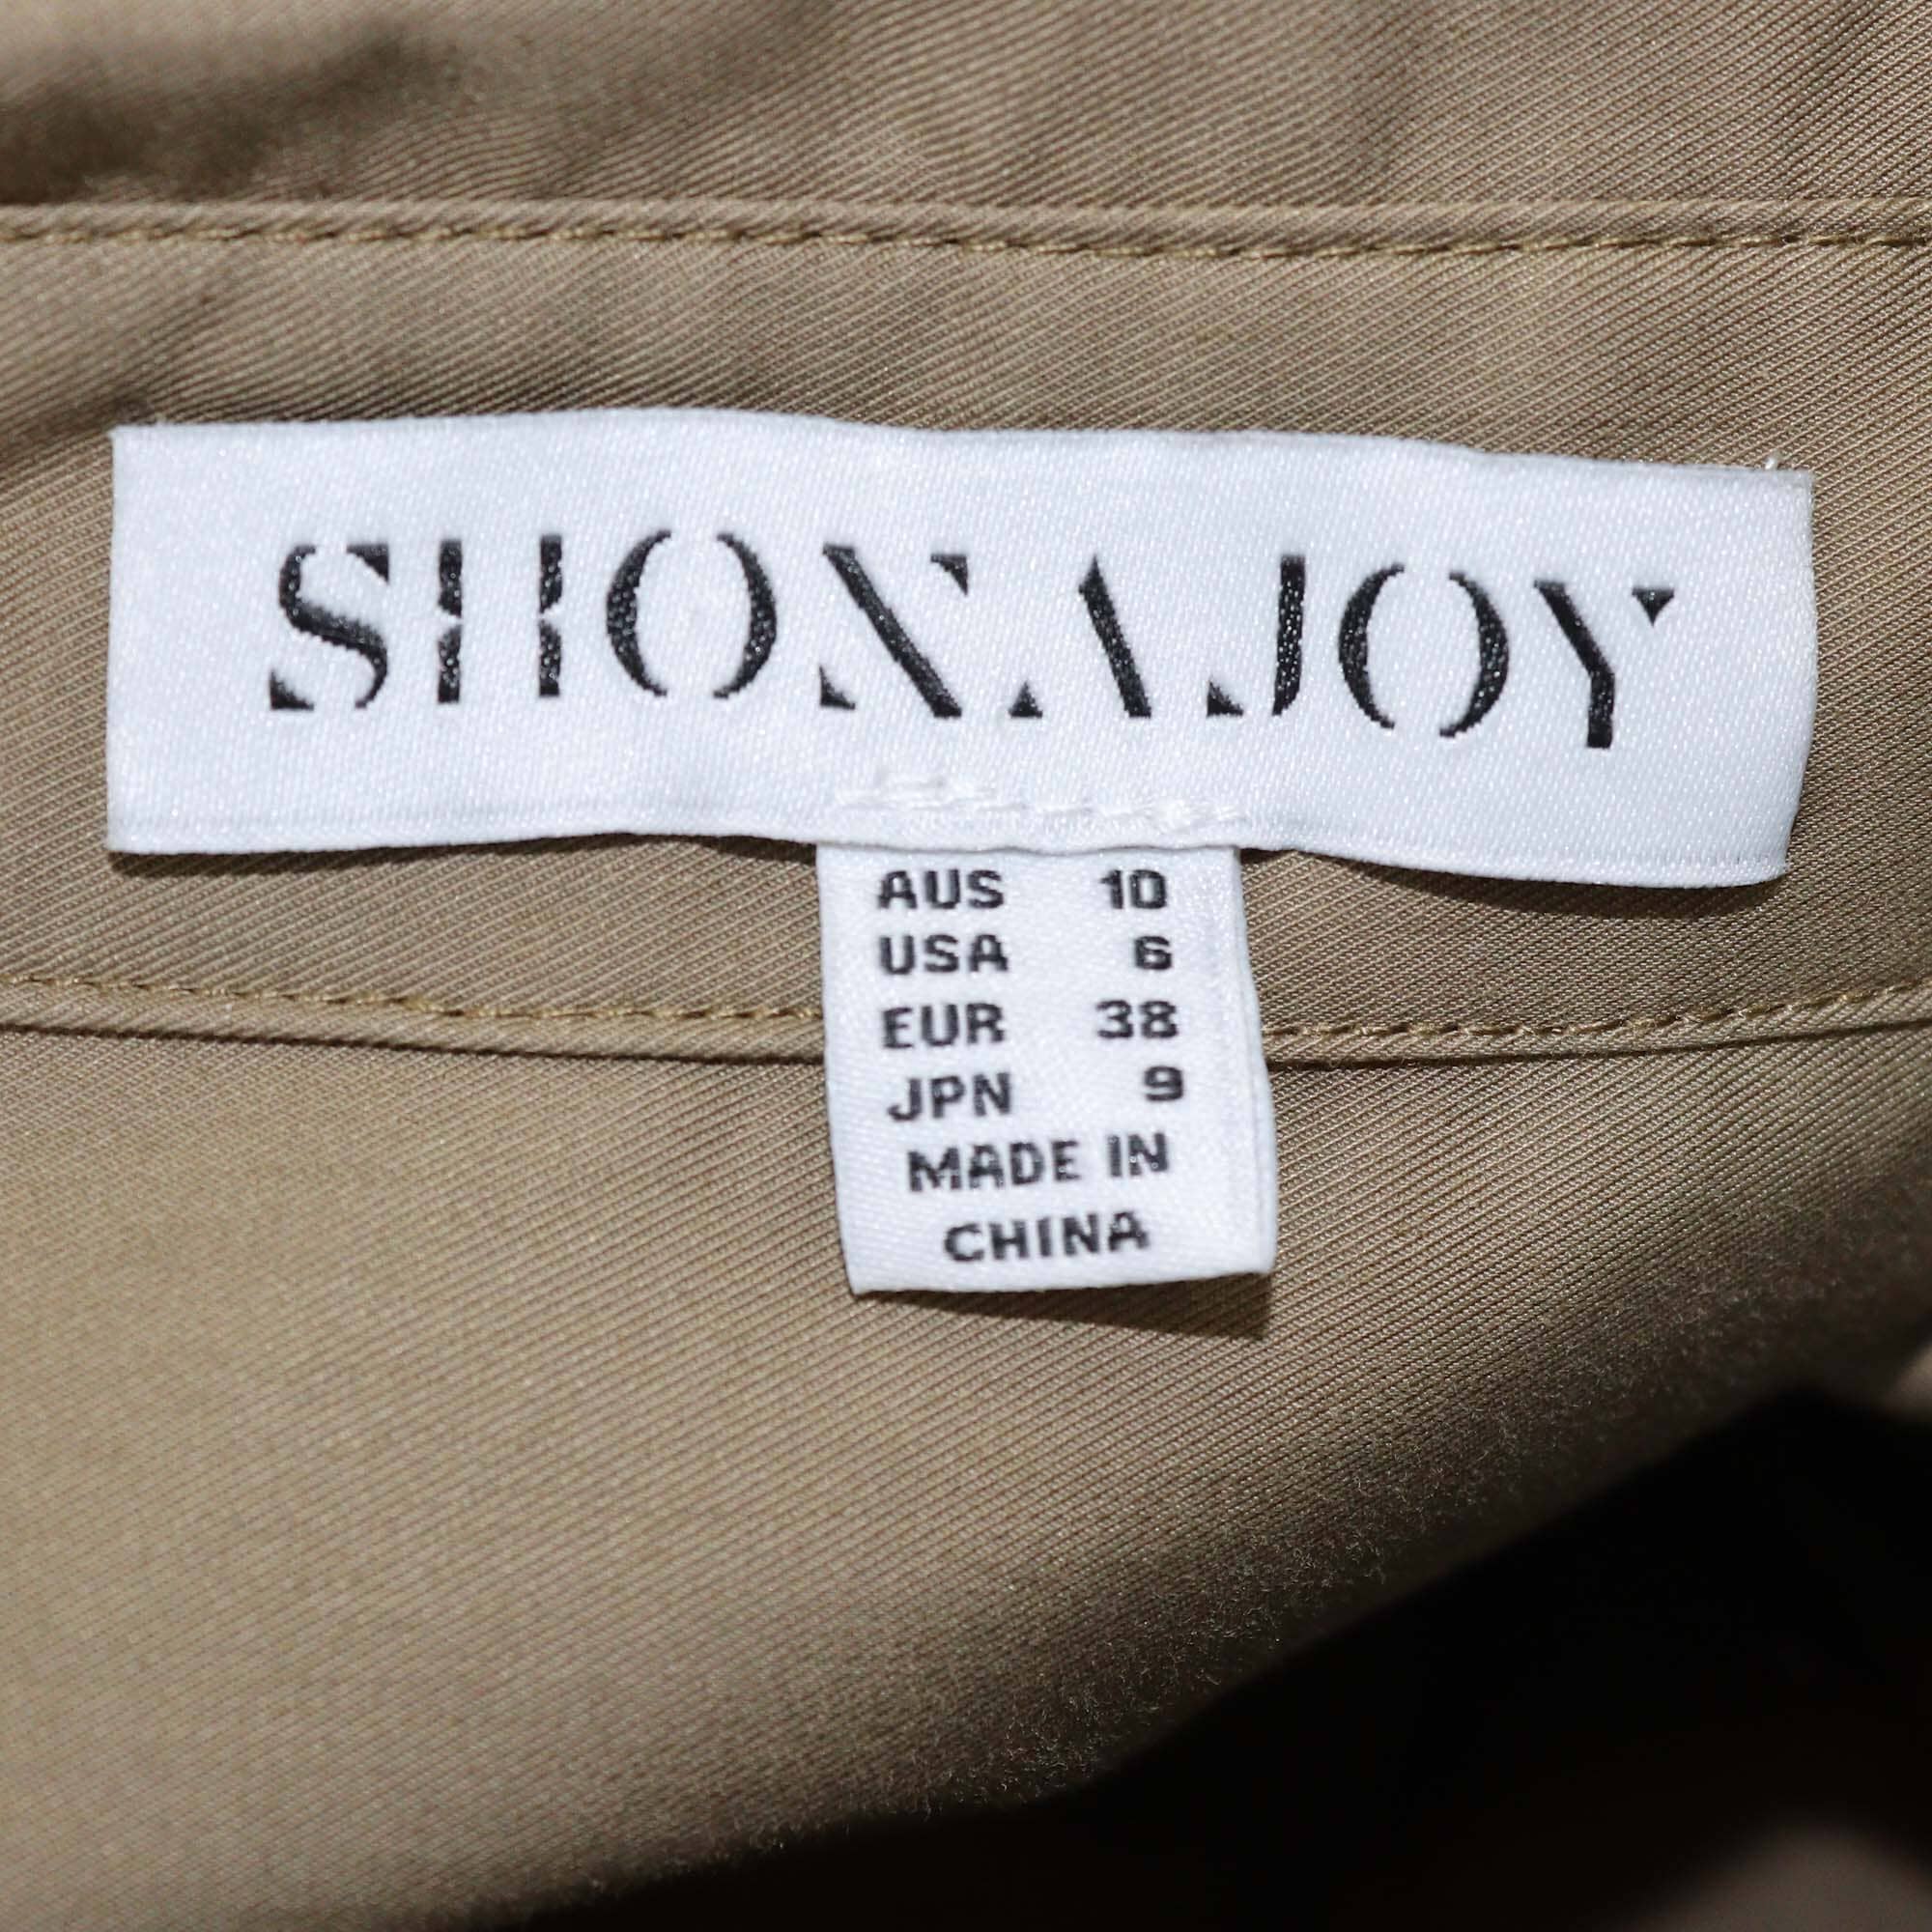 SHONA JOY
AUS 10
USA 6
EUR 38
JPN 9
MADE IN
CHINA